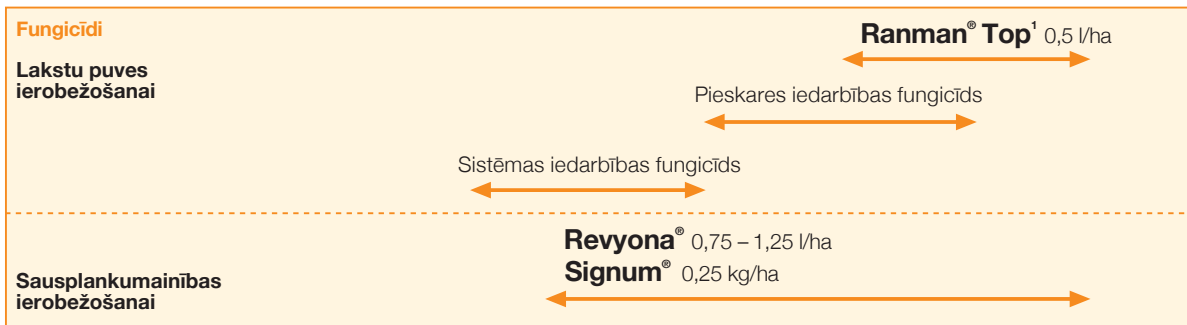 Fungicīdi
Lakstu puves
ierobežošanai
Ranman® Top¹ 0,5 l/ha
Pieskares iedarbības fungicīds
Sistēmas iedarbības fungicīds
Revyona® 0,75 – 1,25 l/ha
Signum® 0,25 kg/ha
Sausplankumainības
ierobežošanai